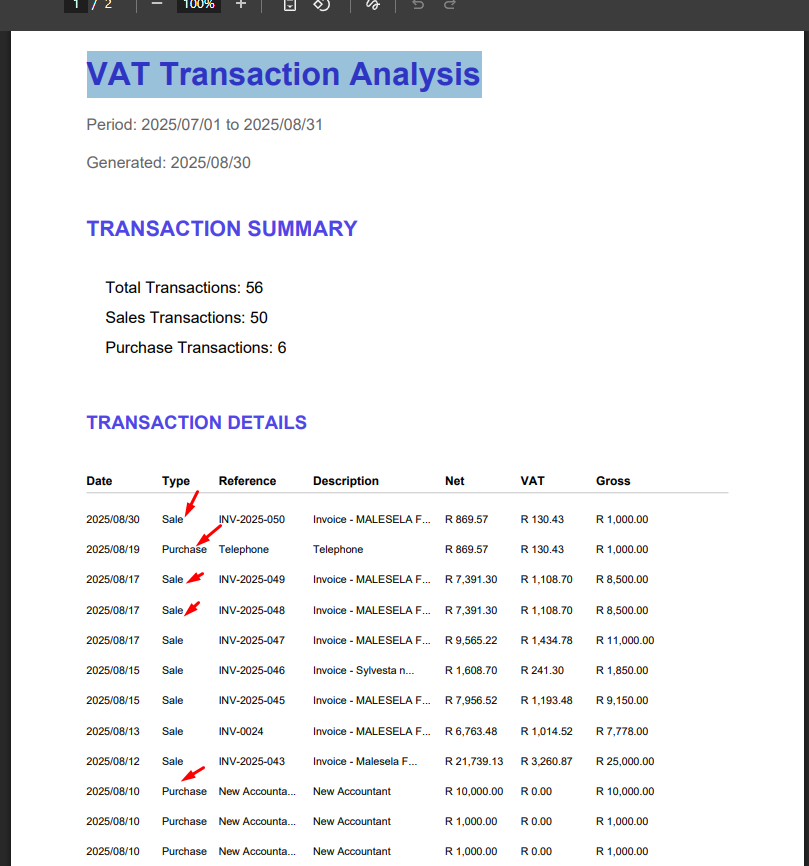 1 / 2 100%
VAT Transaction Analysis
Period: 2025/07/01 to 2025/08/31
Generated: 2025/08/30
TRANSACTION SUMMARY
Total Transactions: 56
Sales Transactions: 50
Purchase Transactions: 6
TRANSACTION DETAILS
Date Type Reference Description Net VAT Gross
2025/08/30 Sale INV-2025-050 Invoice - MALESELA F... R 869.57 R 130.43 R 1,000.00
2025/08/19 Purchase Telephone Telephone R 869.57 R 130.43 R 1,000.00
2025/08/17 Sale INV-2025-049 Invoice - MALESELA F... R 7,391.30 R 1,108.70 R 8,500.00
2025/08/17 Sale INV-2025-048 Invoice - MALESELA F... R 7,391.30 R 1,108.70 R 8,500.00
2025/08/17 Sale INV-2025-047 Invoice - MALESELA F... R 9,565.22 R 1,434.78 R 11,000.00
2025/08/15 Sale INV-2025-046 Invoice - Sylvesta n... R 1,608.70 R 241.30 R 1,850.00
2025/08/15 Sale INV-2025-045 Invoice - MALESELA F... R 7,956.52 R 1,193.48 R 9,150.00
2025/08/13 Sale INV-0024 Invoice - MALESELA F... R 6,763.48 R 1,014.52 R 7,778.00
2025/08/12 Sale INV-2025-043 Invoice - Malesela F... R 21,739.13 R 3,260.87 R 25,000.00
2025/08/10 Purchase New Accounta... New Accountant R 10,000.00 R 0.00 R 10,000.00
2025/08/10 Purchase New Accounta... New Accountant R 1,000.00 R 0.00 R 1,000.00
2025/08/10 Purchase New Accounta... New Accountant R 1,000.00 R 0.00 R 1,000.00